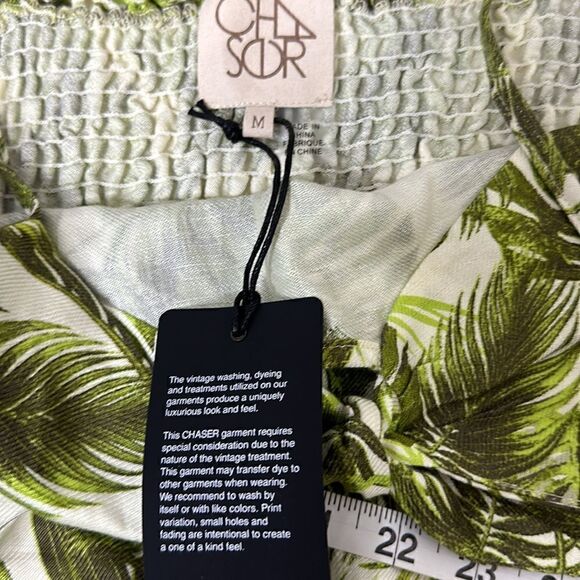 CHA
SER
M
MADE IN
CHINA
FABRIQUE
EN CHINE
The vintage washing, dyeing
and treatments utilized on our
garments produce a uniquely
luxurious look and feel.
This CHASER garment requires
special consideration due to the
nature of the vintage treatment.
This garment may transfer dye to
other garments when wearing.
We recommend to wash by
itself or with like colors. Print
variation, small holes and
fading are intentional to create
a one of a kind feel.
22
23